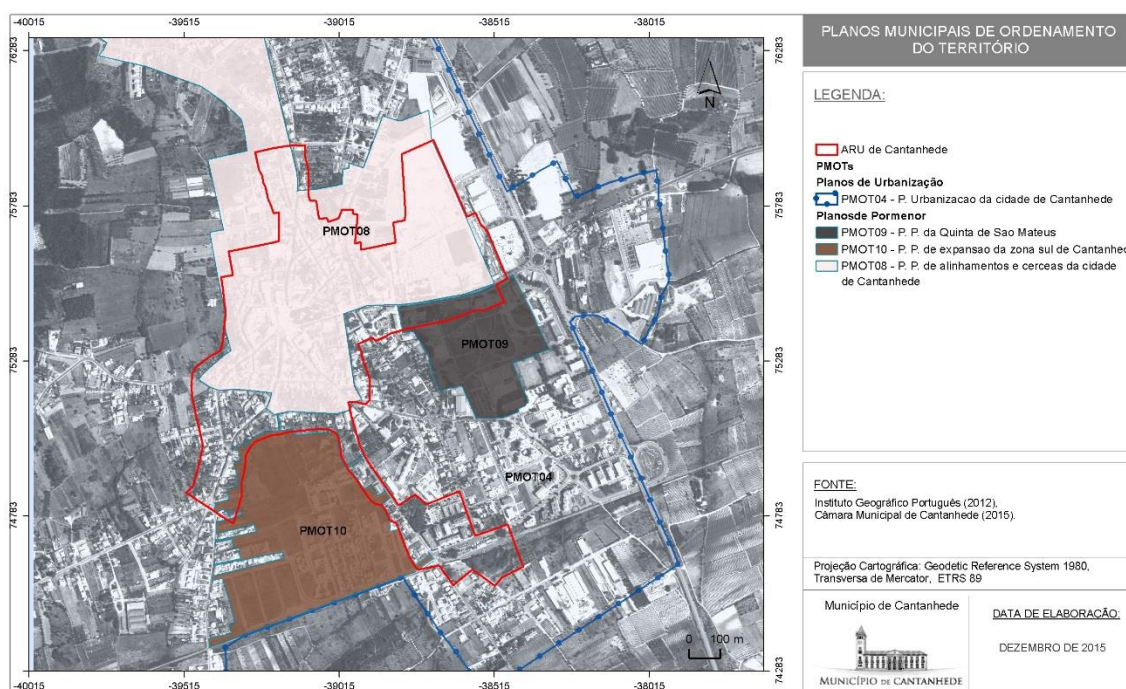 -40015
-39515
-39015
-38515
-38015
76283
76283
75783
75783
75283
75283
74783
74783
74283
PMOT08
PMOT09
PMOT04
PMOT10
N
0 100 m
PLANOS MUNICIPAIS DE ORDENAMENTO
DO TERRITÓRIO
LEGENDA:
ARU de Cantanhede
PMOTs
Planos de Urbanização
PMOT04 - P. Urbanizacao da cidade de Cantanhede
Planosde Pormenor
PMOT09 - P. P. da Quinta de Sao Mateus
PMOT10 - P. P. de expansao da zona sul de Cantanhed
PMOT08 - P. P. de alinhamentos e cerceas da cidade
de Cantanhede
FONTE:
Instituto Geográfico Português (2012),
Câmara Municipal de Cantanhede (2015).
Projeção Cartográfica: Geodetic Reference System 1980,
Transversa de Mercator, ETRS 89
Município de Cantanhede
MUNICÍPIO DE CANTANHEDE
DATA DE ELABORAÇÃO:
DEZEMBRO DE 2015
-40015
-39515
-39015
-38515
-38015